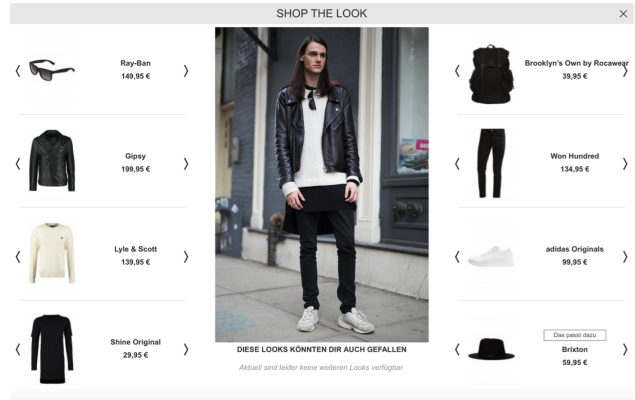 SHOP THE LOOK
Ray-Ban
149,95 €
Gipsy
199,95 €
Lyle & Scott
139,95 €
Shine Original
29,95 €
DIESE LOOKS KÖNNTEN DIR AUCH GEFALLEN
Aktuell sind leider keine weiteren Looks verfügbar.
Brooklyn's Own by Rocawear
39,95 €
Won Hundred
134,95 €
adidas Originals
99,95 €
Das passt dazu
Brixton
59,95 €